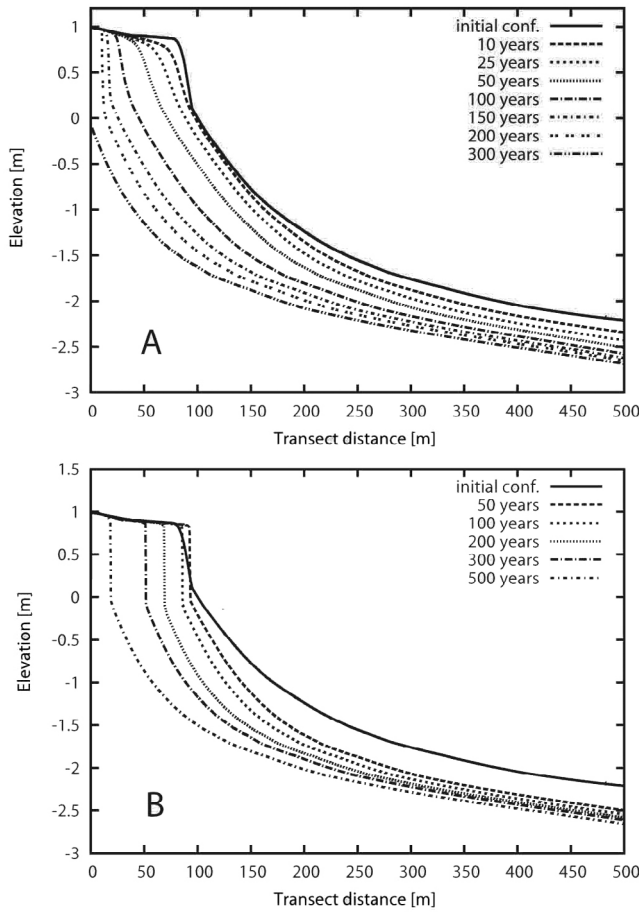 1
0.5
0
-0.5
-1
-1.5
-2
-2.5
-3
Elevation [m]
initial conf.
10 years
25 years
50 years
100 years
150 years
200 years
300 years
A
0 50 100 150 200 250 300 350 400 450 500
Transect distance [m]
1.5
1
0.5
0
-0.5
-1
-1.5
-2
-2.5
-3
Elevation [m]
initial conf.
50 years
100 years
200 years
300 years
500 years
B
0 50 100 150 200 250 300 350 400 450 500
Transect distance [m]